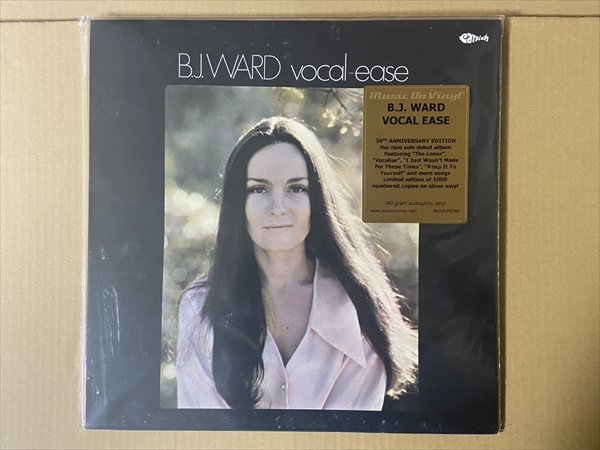 Catfish
B.J. WARD vocal-ease
Music On Vinyl
B.J. WARD
VOCAL EASE
50TH ANNIVERSARY EDITION
Her rare solo debut album
Featuring "The Loner",
"Vocalise", "I Just Wasn't Made
For These Times", "Keep It To
Yourself" and more songs
Limited edition of 1000
numbered copies on silver vinyl
180 gram audiophile vinyl
www.musiconvinyl.com